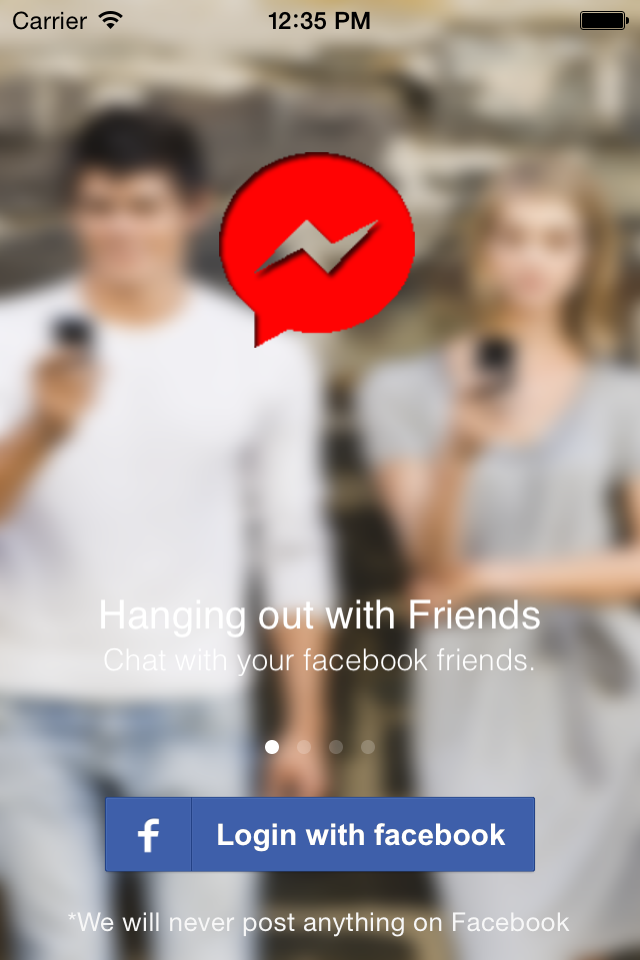 Carrier 12:35 PM
Hanging out with Friends
Chat with your facebook friends.
f Login with facebook
*We will never post anything on Facebook